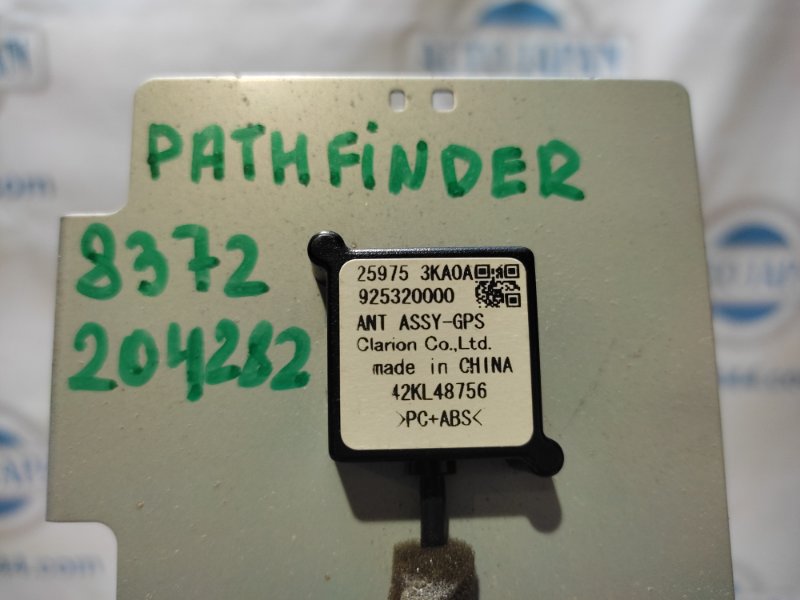 PATHFiNDER
8372
204282
25975 3KA0A
925320000
ANT ASSY-GPS
Clarion Co.,Ltd.
made in CHINA
42KL48756
>PC+ABS<